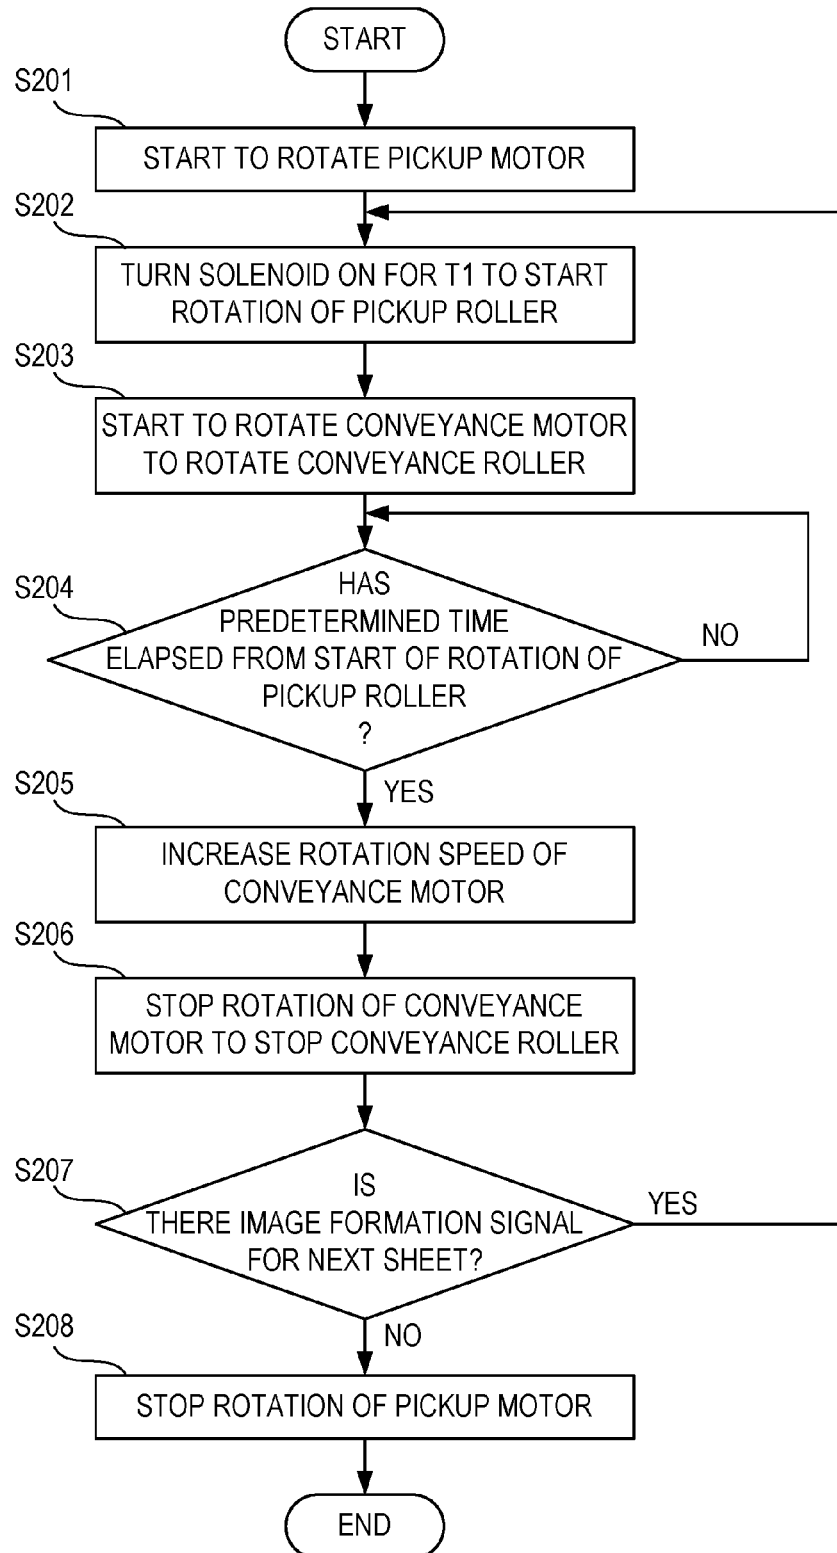 START
S201
START TO ROTATE PICKUP MOTOR
S202
TURN SOLENOID ON FOR T1 TO START
ROTATION OF PICKUP ROLLER
S203
START TO ROTATE CONVEYANCE MOTOR
TO ROTATE CONVEYANCE ROLLER
S204
HAS
PREDETERMINED TIME
ELAPSED FROM START OF ROTATION OF
PICKUP ROLLER
?
NO
YES
S205
INCREASE ROTATION SPEED OF
CONVEYANCE MOTOR
S206
STOP ROTATION OF CONVEYANCE
MOTOR TO STOP CONVEYANCE ROLLER
S207
IS
THERE IMAGE FORMATION SIGNAL
FOR NEXT SHEET?
YES
NO
S208
STOP ROTATION OF PICKUP MOTOR
END